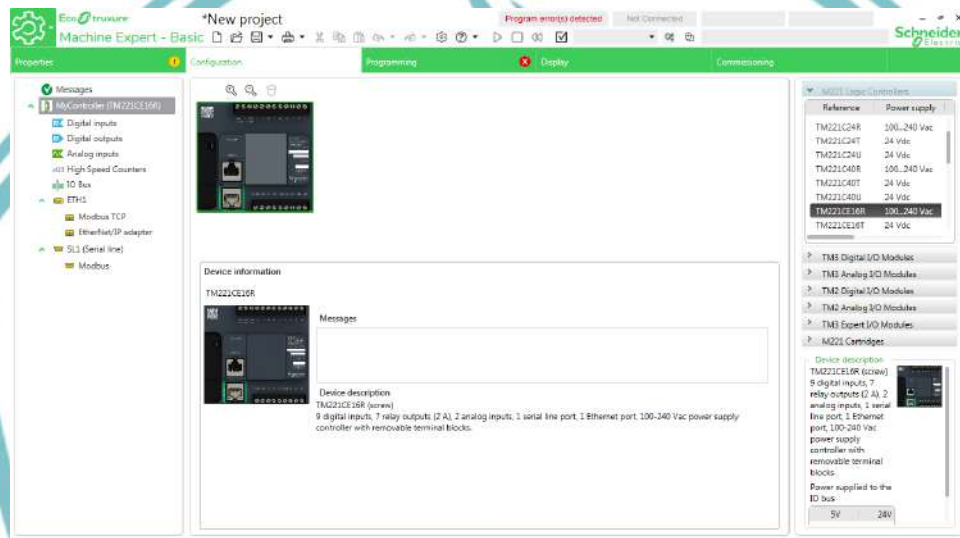 EcoStruxure
Machine Expert - Basic
*New project
Program error(s) detected
Not Connected
Schneider
Electric
Properties
Configuration
Programming
Display
Commissioning
Messages
MyController (TM221CE16R)
Digital inputs
Digital outputs
Analog inputs
High Speed Counters
IO Bus
ETH1
Modbus TCP
EtherNet/IP adapter
SL1 (Serial line)
Modbus
Device information
TM221CE16R
Messages
Device description
TM221CE16R (screw)
9 digital inputs, 7 relay outputs (2 A), 2 analog inputs, 1 serial line port, 1 Ethernet port, 100-240 Vac power supply
controller with removable terminal blocks.
M221 Logic Controllers
Reference Power supply
TM221C24R 100...240 Vac
TM221C24T 24 Vdc
TM221C24U 24 Vdc
TM221C40R 100...240 Vac
TM221C40T 24 Vdc
TM221C40U 24 Vdc
TM221CE16R 100...240 Vac
TM221CE16T 24 Vdc
TM3 Digital I/O Modules
TM3 Analog I/O Modules
TM2 Digital I/O Modules
TM2 Analog I/O Modules
TM3 Expert I/O Modules
M221 Cartridges
Device description
TM221CE16R (screw)
9 digital inputs, 7
relay outputs (2 A), 2
analog inputs, 1 serial
line port, 1 Ethernet
port, 100-240 Vac
power supply
controller with
removable terminal
blocks.
Power supplied to the
IO bus
5V 24V